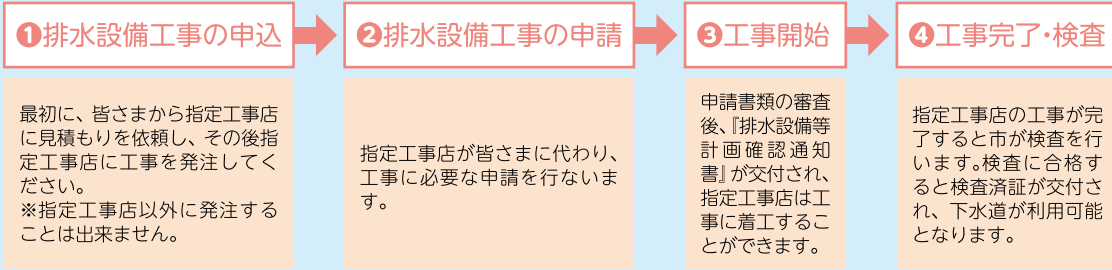 ❶排水設備工事の申込
最初に、皆さまから指定工事店
に見積もりを依頼し、その後指
定工事店に工事を発注してく
ださい。
※指定工事店以外に発注する
ことは出来ません。
❷排水設備工事の申請
指定工事店が皆さまに代わり、
工事に必要な申請を行ないま
す。
❸工事開始
申請書類の審査
後、『排水設備等
計画確認通知
書』が交付され、
指定工事店は工
事に着工するこ
とができます。
❹工事完了・検査
指定工事店の工事が完
了すると市が検査を行
います。検査に合格す
ると検査済証が交付さ
れ、下水道が利用可能
となります。